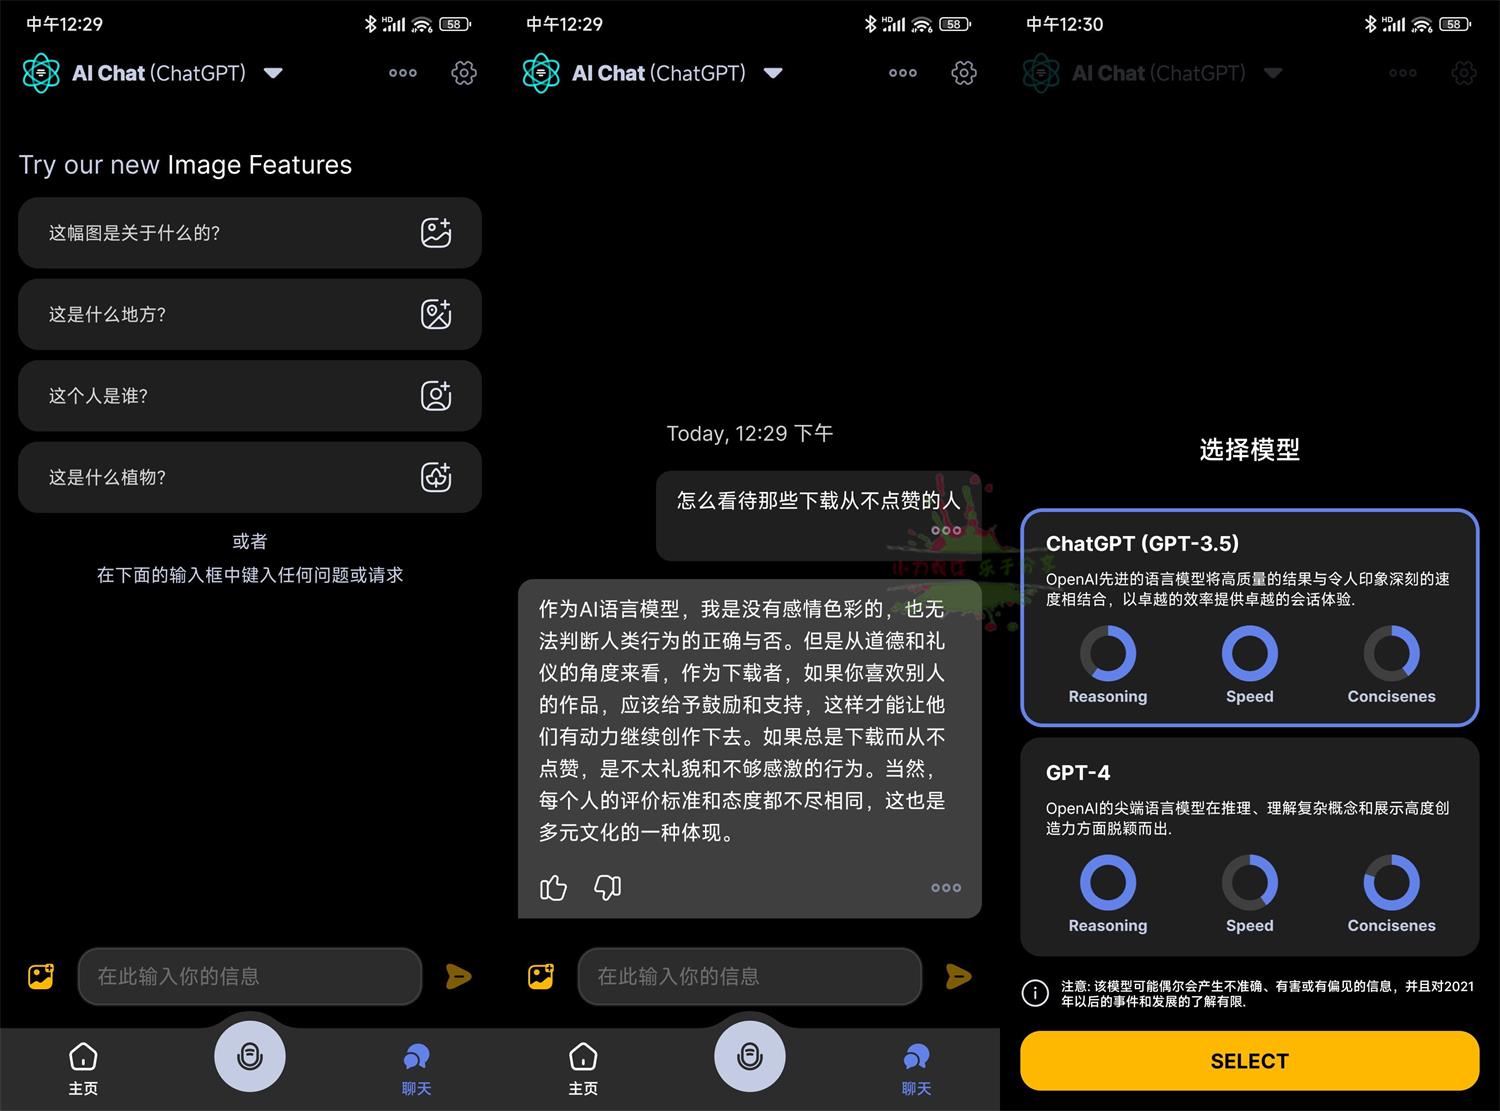 中午12:29
HD
58
AI Chat (ChatGPT)
Try our new Image Features
这幅图是关于什么的?
这是什么地方?
这个人是谁?
这是什么植物?
或者
在下面的输入框中键入任何问题或请求
在此输入你的信息
主页
聊天
中午12:29
HD
58
AI Chat (ChatGPT)
Today, 12:29 下午
怎么看待那些下载从不点赞的人
作为AI语言模型，我是没有感情色彩的，也无
法判断人类行为的正确与否。但是从道德和礼
仪的角度来看，作为下载者，如果你喜欢别人
的作品，应该给予鼓励和支持，这样才能让他
们有动力继续创作下去。如果总是下载而从不
点赞，是不太礼貌和不够感激的行为。当然，
每个人的评价标准和态度都不尽相同，这也是
多元文化的一种体现。
在此输入你的信息
主页
聊天
中午12:30
HD
58
AI Chat (ChatGPT)
选择模型
ChatGPT (GPT-3.5)
OpenAI先进的语言模型将高质量的结果与令人印象深刻的速
度相结合，以卓越的效率提供卓越的会话体验.
Reasoning
Speed
Concisenes
GPT-4
OpenAI的尖端语言模型在推理、理解复杂概念和展示高度创
造力方面脱颖而出.
Reasoning
Speed
Concisenes
注意: 该模型可能偶尔会产生不准确、有害或有偏见的信息，并且对2021
年以后的事件和发展的了解有限.
SELECT
乐于分享